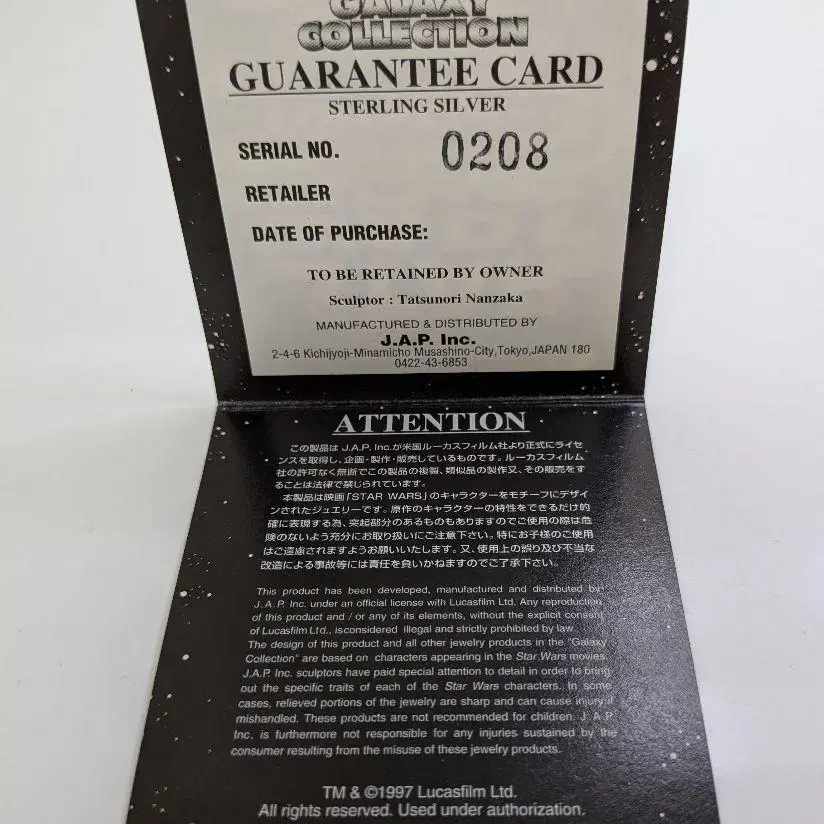 GALAXY
COLLECTION
GUARANTEE CARD
STERLING SILVER
SERIAL NO. 0208
RETAILER
DATE OF PURCHASE:
TO BE RETAINED BY OWNER
Sculptor : Tatsunori Nanzaka
MANUFACTURED & DISTRIBUTED BY
J.A.P. Inc.
2-4-6 Kichijyoji-Minamicho Musashino-City,Tokyo,JAPAN 180
0422-43-6853
ATTENTION
この製品は J.A.P. Inc.が米国ルーカスフィルム社より正式にライセ
ンスを取得し、企画・製作・販売しているものです。ルーカスフィルム
社の許可なく無断でこの製品の複製、類似品の製作又、その販売をす
ることは法律で禁じられています。
本製品は映画「STAR WARS」のキャラクターをモチーフにデザイ
ンされたジュエリーです。原作のキャラクターの特性をできるだけ的
確に表現する為、突起部分のあるものもありますのでご使用の際は危
険のないよう充分にお取り扱いにご注意下さい。特にお子様のご使用
はご遠慮されますようお願いいたします。又、使用上の誤り及び不当な
改造による事故等には責任を負いかねますのでご了承下さい。
This product has been developed, manufactured and distributed by
J.A.P. Inc. under an official license with Lucasfilm Ltd. Any reproduction
of this product and / or any of its elements, without the explicit consent
of Lucasfilm Ltd., isconsidered illegal and strictly prohibited by law.
The design of this product and all other jewelry products in the "Galaxy
Collection" are based on characters appearing in the Star Wars movies.
J.A.P. Inc. sculptors have paid special attention to detail in order to bring
out the specific traits of each of the Star Wars characters. In some
cases, relieved portions of the jewelry are sharp and can cause injury if
mishandled. These products are not recommended for children. J.A.P.
Inc. is furthermore not responsible for any injuries sustained by the
consumer resulting from the misuse of these jewelry products.
TM & ©1997 Lucasfilm Ltd.
All rights reserved. Used under authorization.